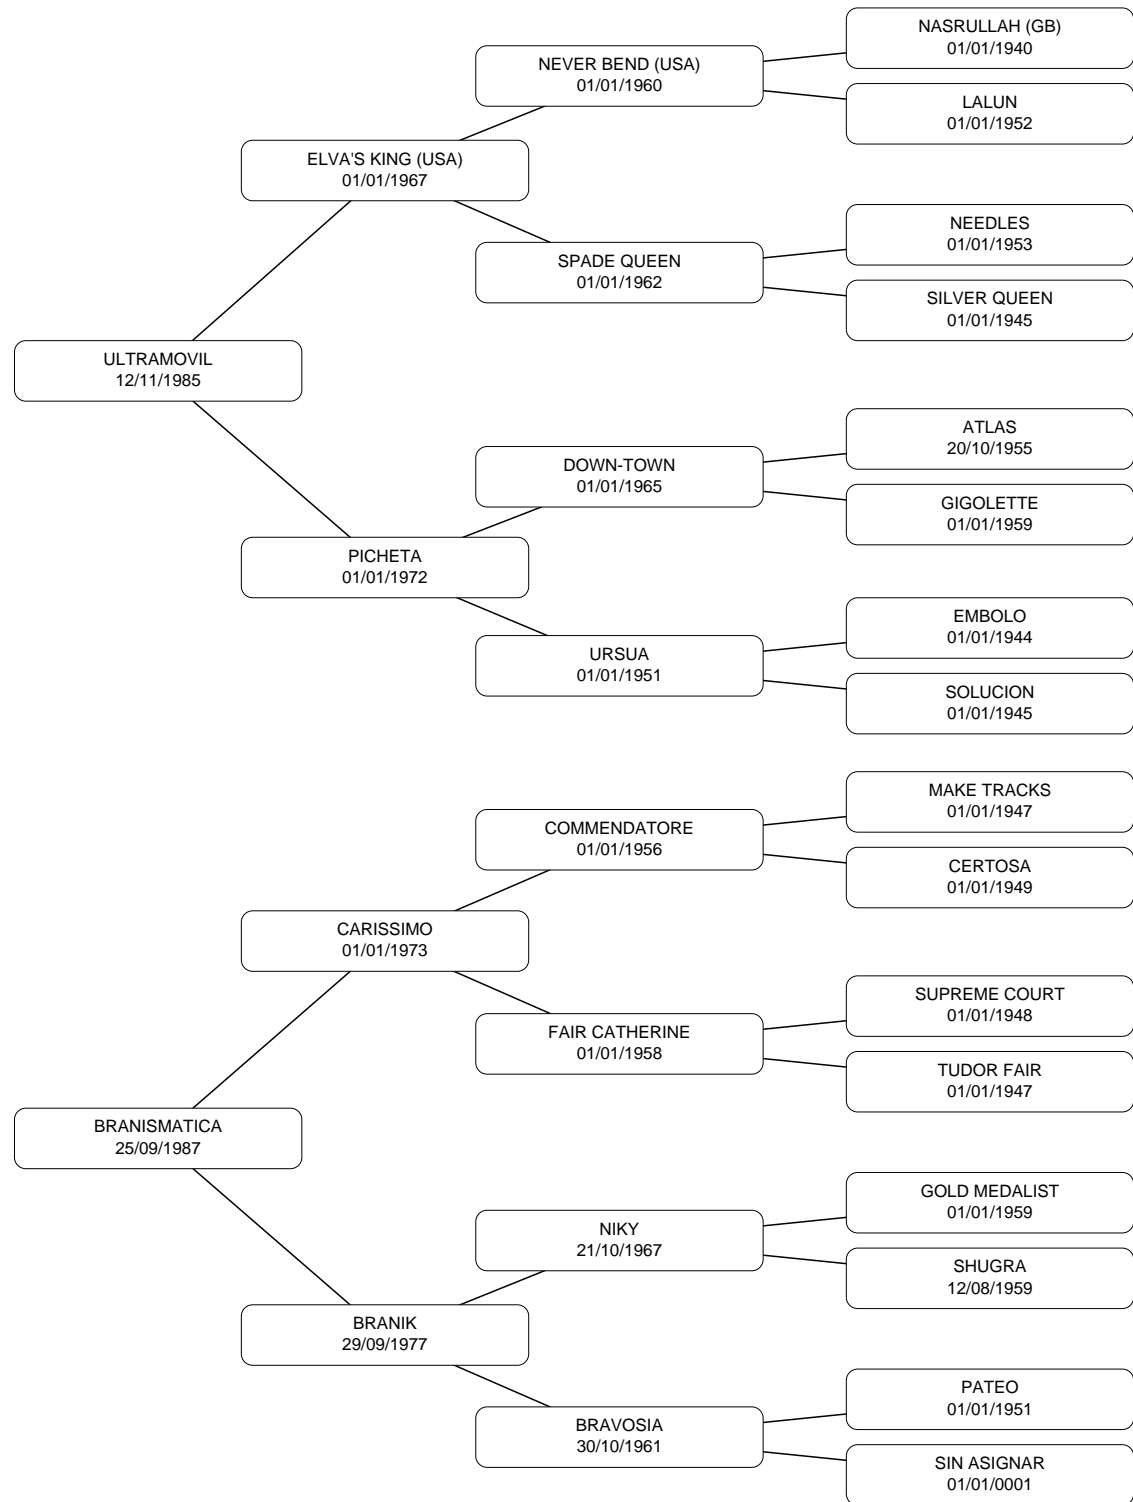 NASRULLAH (GB)
01/01/1940
NEVER BEND (USA)
01/01/1960
LALUN
01/01/1952
ELVA'S KING (USA)
01/01/1967
NEEDLES
01/01/1953
SPADE QUEEN
01/01/1962
SILVER QUEEN
01/01/1945
ULTRAMOVIL
12/11/1985
ATLAS
20/10/1955
DOWN-TOWN
01/01/1965
GIGOLETTE
01/01/1959
PICHETA
01/01/1972
EMBOLO
01/01/1944
URSUA
01/01/1951
SOLUCION
01/01/1945
MAKE TRACKS
01/01/1947
COMMENDATORE
01/01/1956
CERTOSA
01/01/1949
CARISSIMO
01/01/1973
SUPREME COURT
01/01/1948
FAIR CATHERINE
01/01/1958
TUDOR FAIR
01/01/1947
BRANISMATICA
25/09/1987
GOLD MEDALIST
01/01/1959
NIKY
21/10/1967
SHUGRA
12/08/1959
BRANIK
29/09/1977
PATEO
01/01/1951
BRAVOSIA
30/10/1961
SIN ASIGNAR
01/01/0001